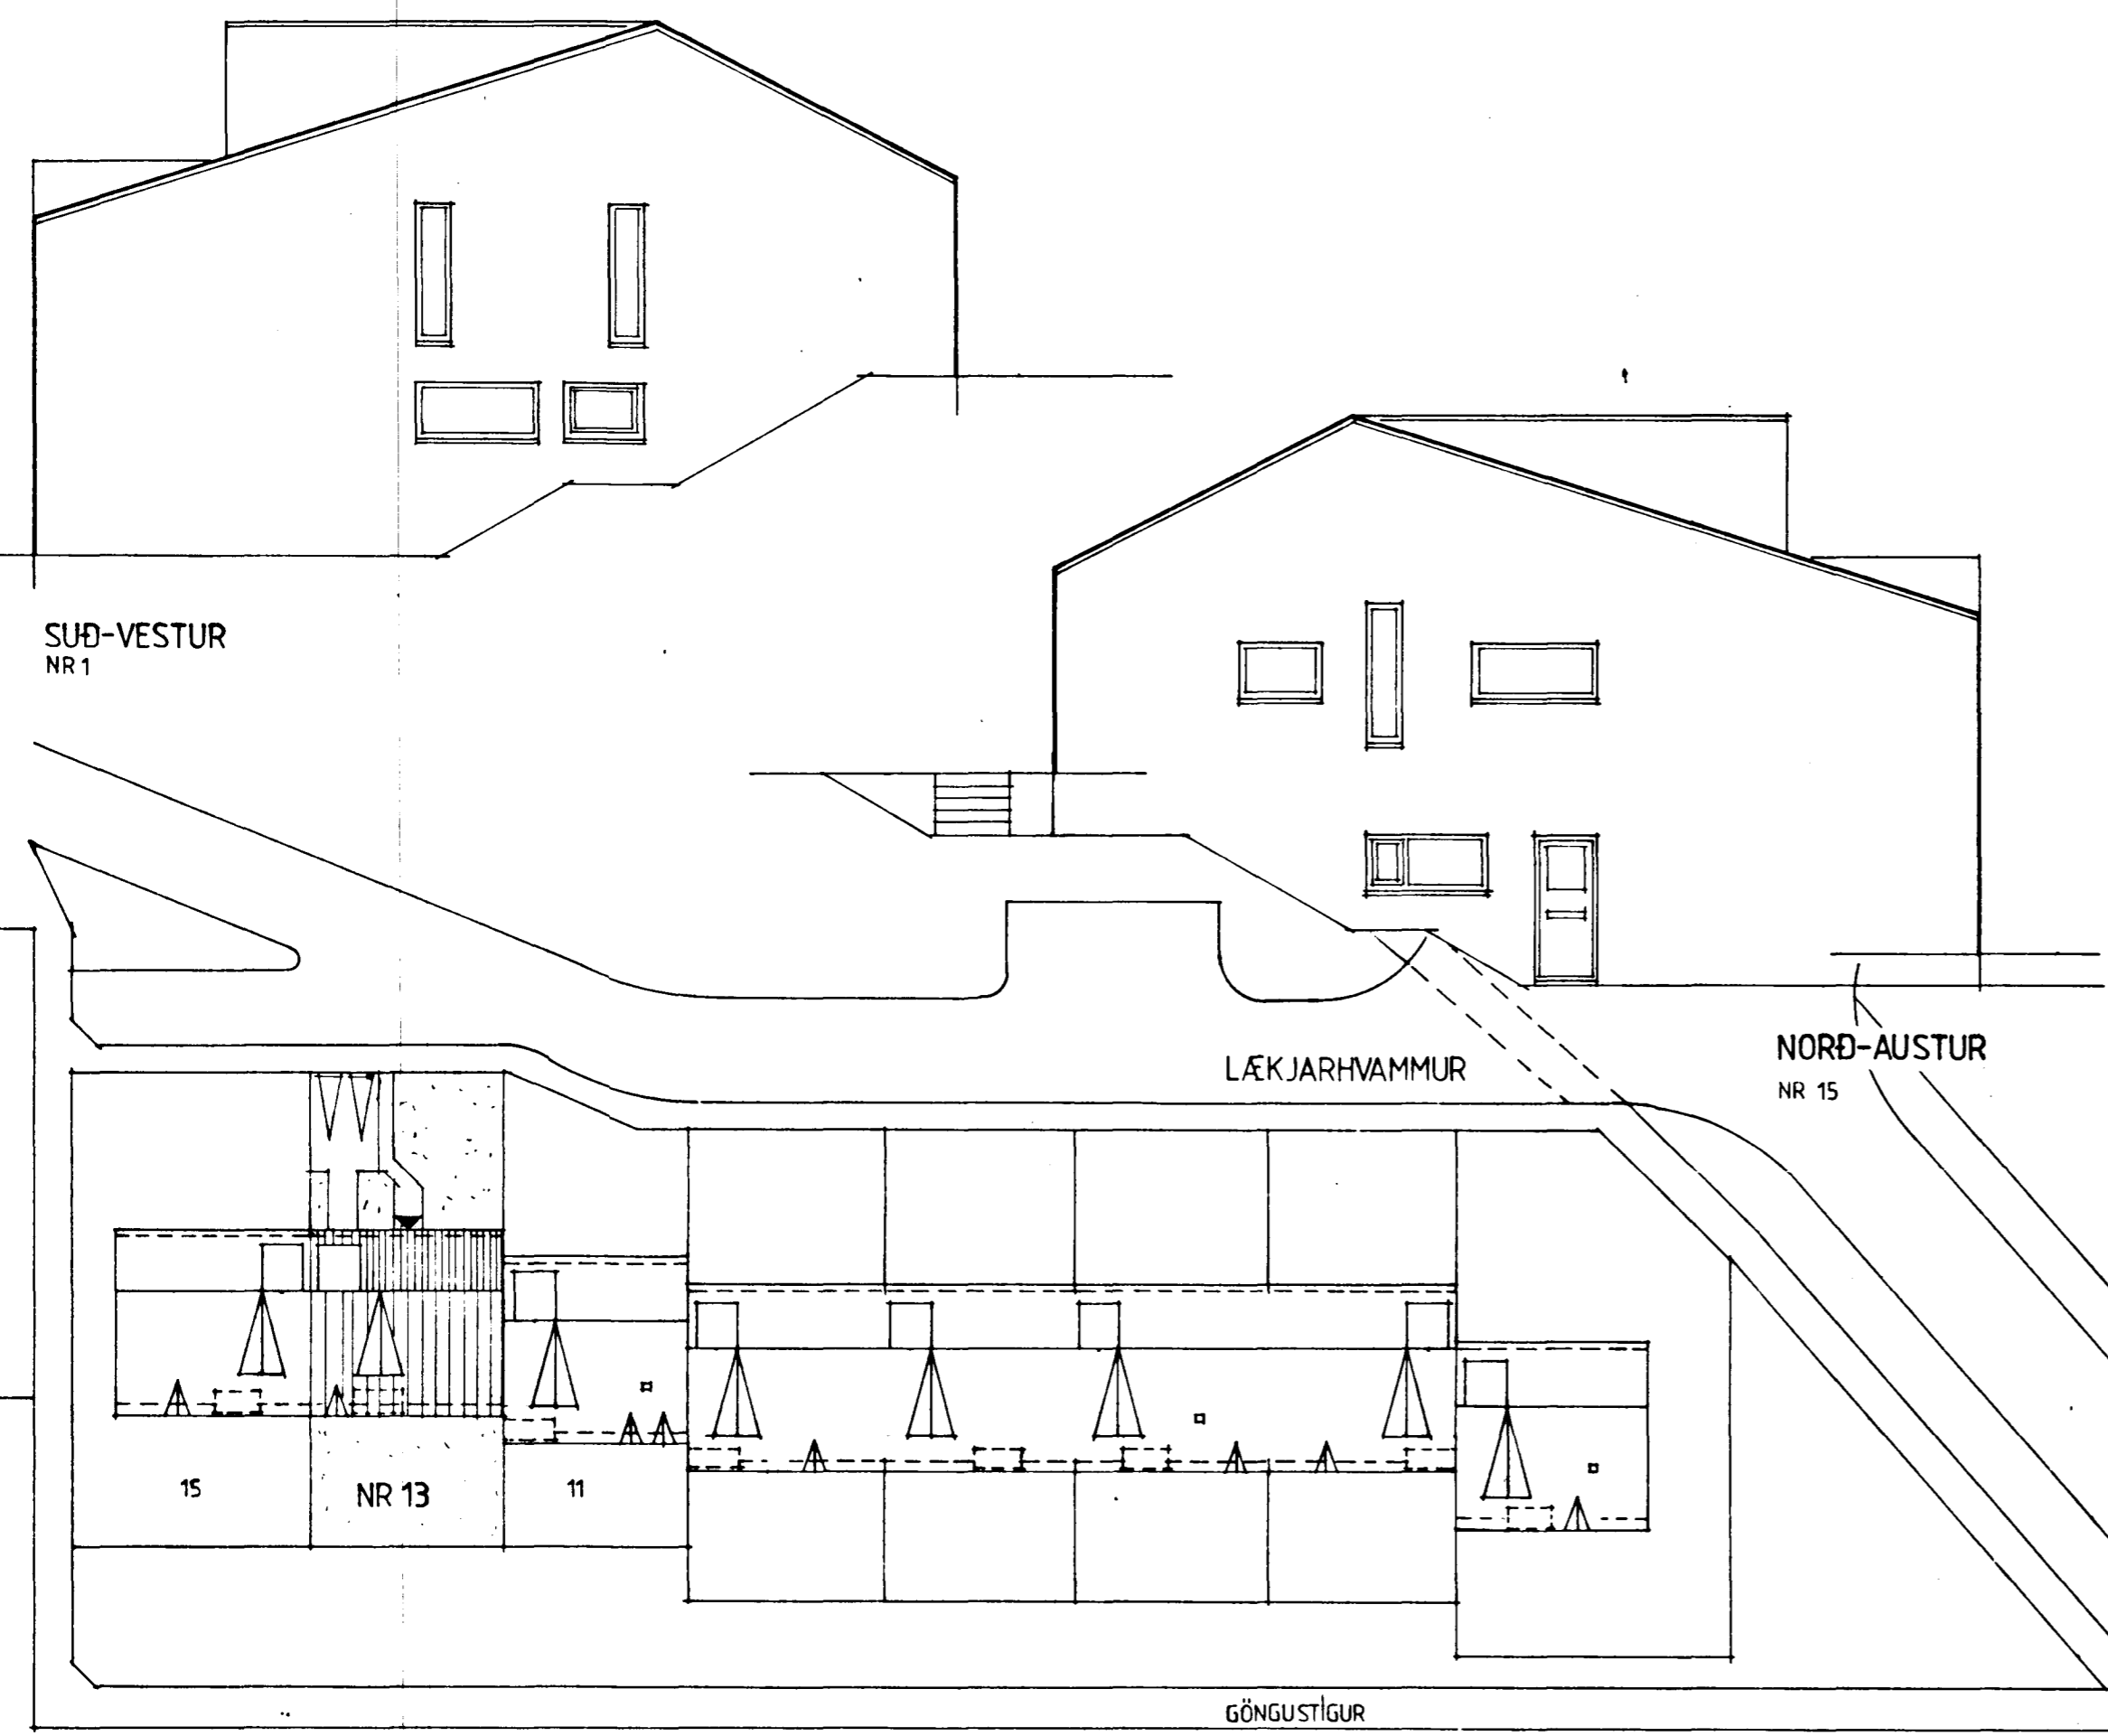 SUÐ-VESTUR
NR 1
NORÐ-AUSTUR
NR 15
LÆKJARHVAMMUR
15
NR 13
11
GÖNGUSTÍGUR